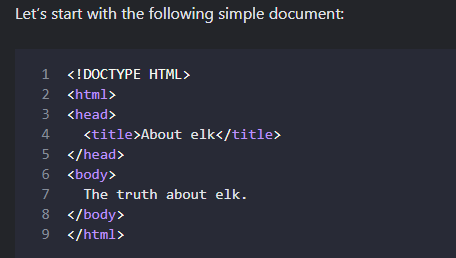 Let's start with the following simple document:
1 <!DOCTYPE HTML>
2 <html>
3 <head>
4   <title>About elk</title>
5 </head>
6 <body>
7   The truth about elk.
8 </body>
9 </html>